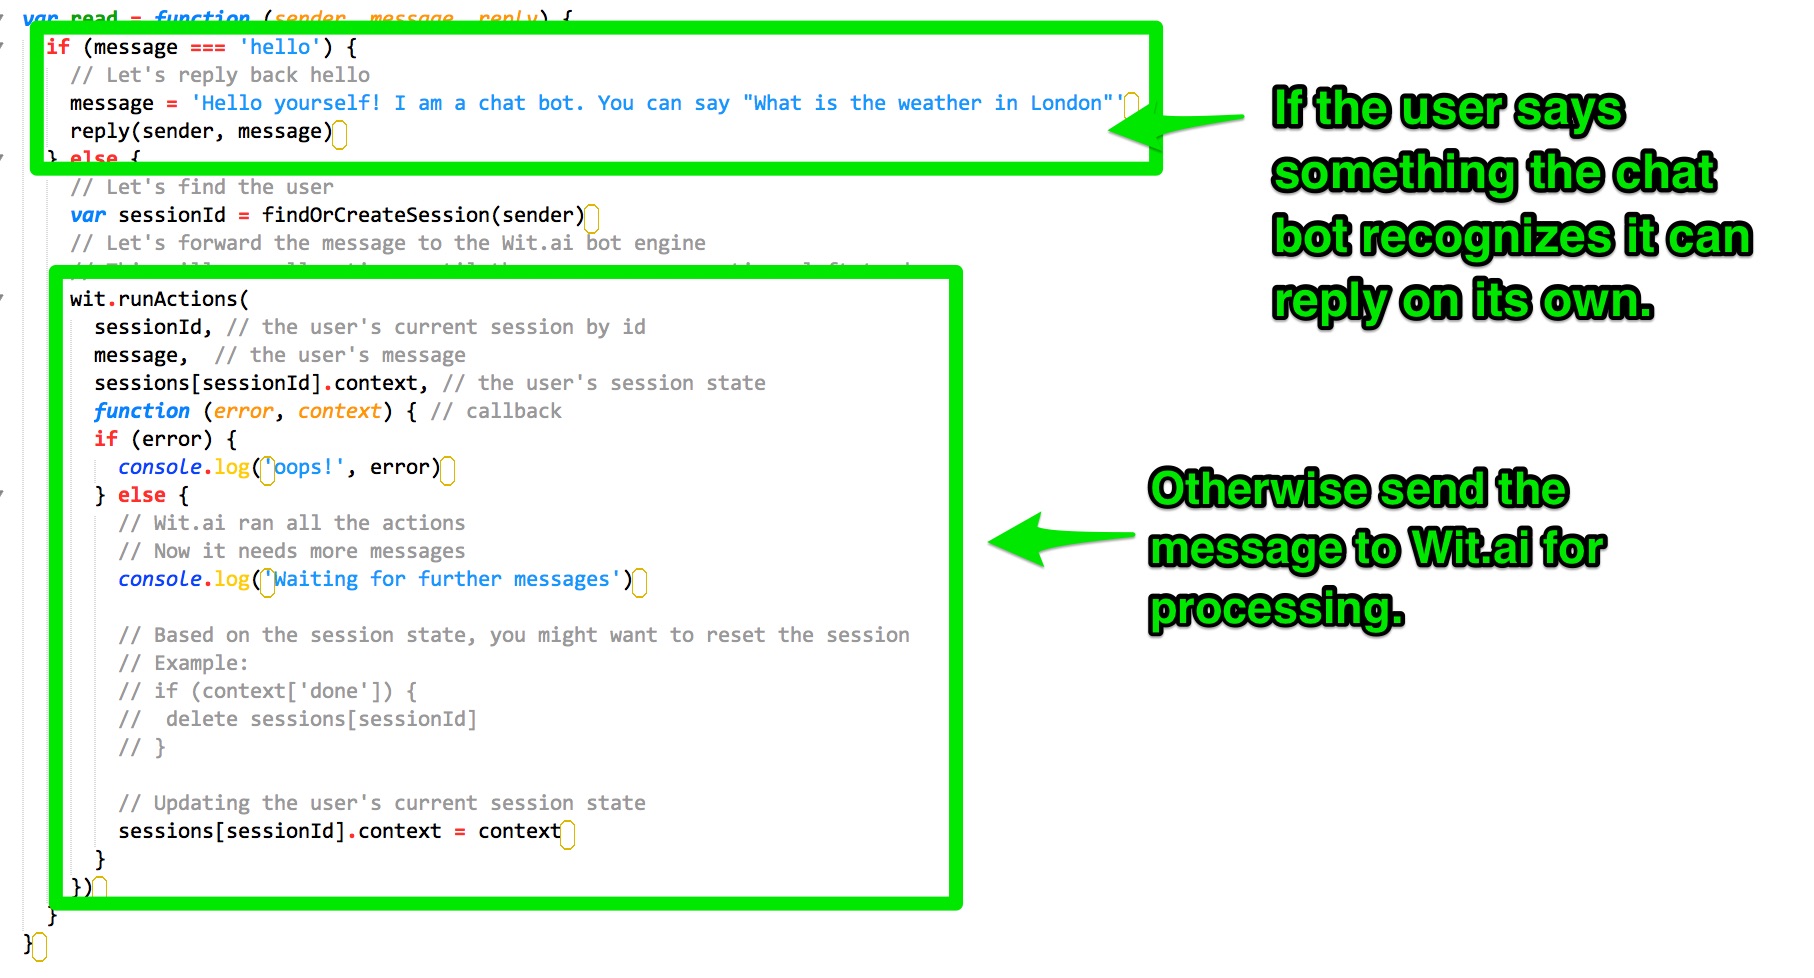 var read = function (sender, message, reply) {
if (message === 'hello') {
// Let's reply back hello
message = 'Hello yourself! I am a chat bot. You can say "What is the weather in London"'
reply(sender, message)
} else {
// Let's find the user
var sessionId = findOrCreateSession(sender)
// Let's forward the message to the Wit.ai bot engine
wit.runActions(
sessionId, // the user's current session by id
message,  // the user's message
sessions[sessionId].context, // the user's session state
function (error, context) { // callback
if (error) {
console.log('oops!', error)
} else {
// Wit.ai ran all the actions
// Now it needs more messages
console.log('Waiting for further messages')
// Based on the session state, you might want to reset the session
// Example:
// if (context['done']) {
//  delete sessions[sessionId]
// }
// Updating the user's current session state
sessions[sessionId].context = context
}
})
}
}
If the user says
something the chat
bot recognizes it can
reply on its own.
Otherwise send the
message to Wit.ai for
processing.